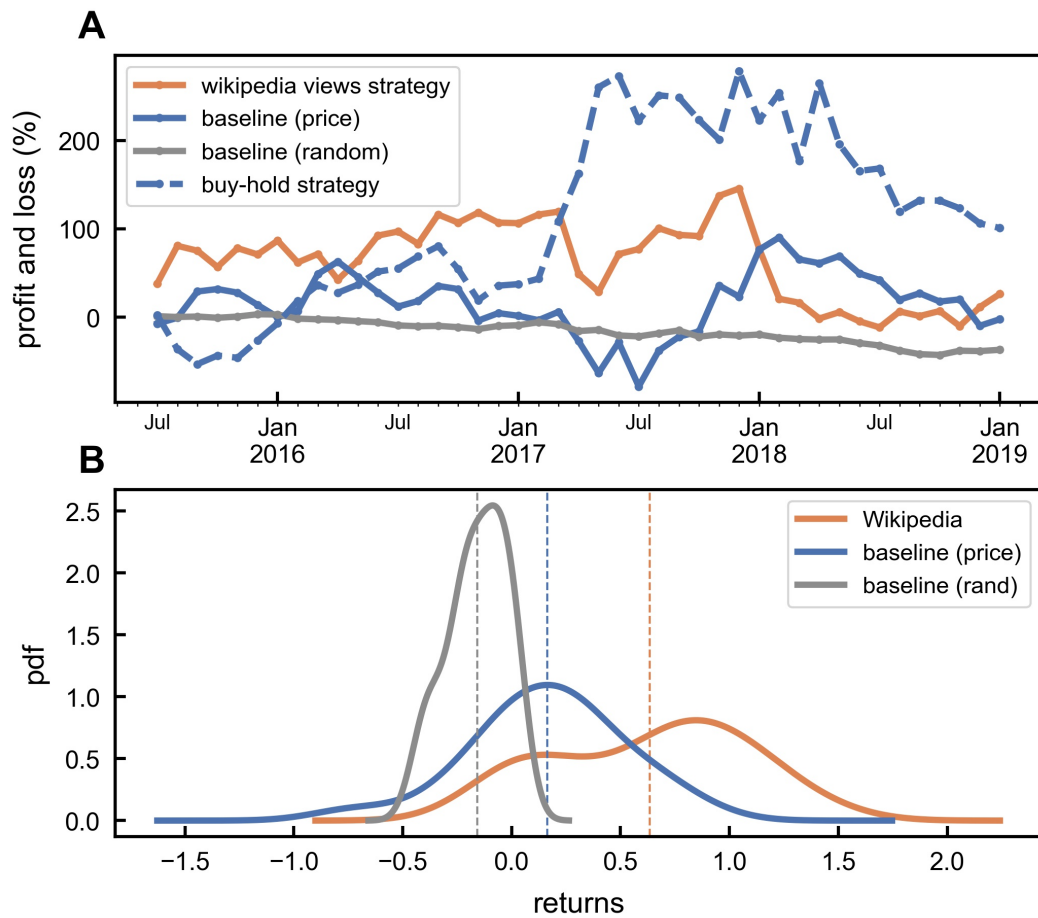 A
profit and loss (%)
200
100
0
wikipedia views strategy
baseline (price)
baseline (random)
buy-hold strategy
Jul
Jan
2016
Jul
Jan
2017
Jul
Jan
2018
Jul
Jan
2019
B
pdf
2.5
2.0
1.5
1.0
0.5
0.0
Wikipedia
baseline (price)
baseline (rand)
−1.5
−1.0
−0.5
0.0
0.5
1.0
1.5
2.0
returns